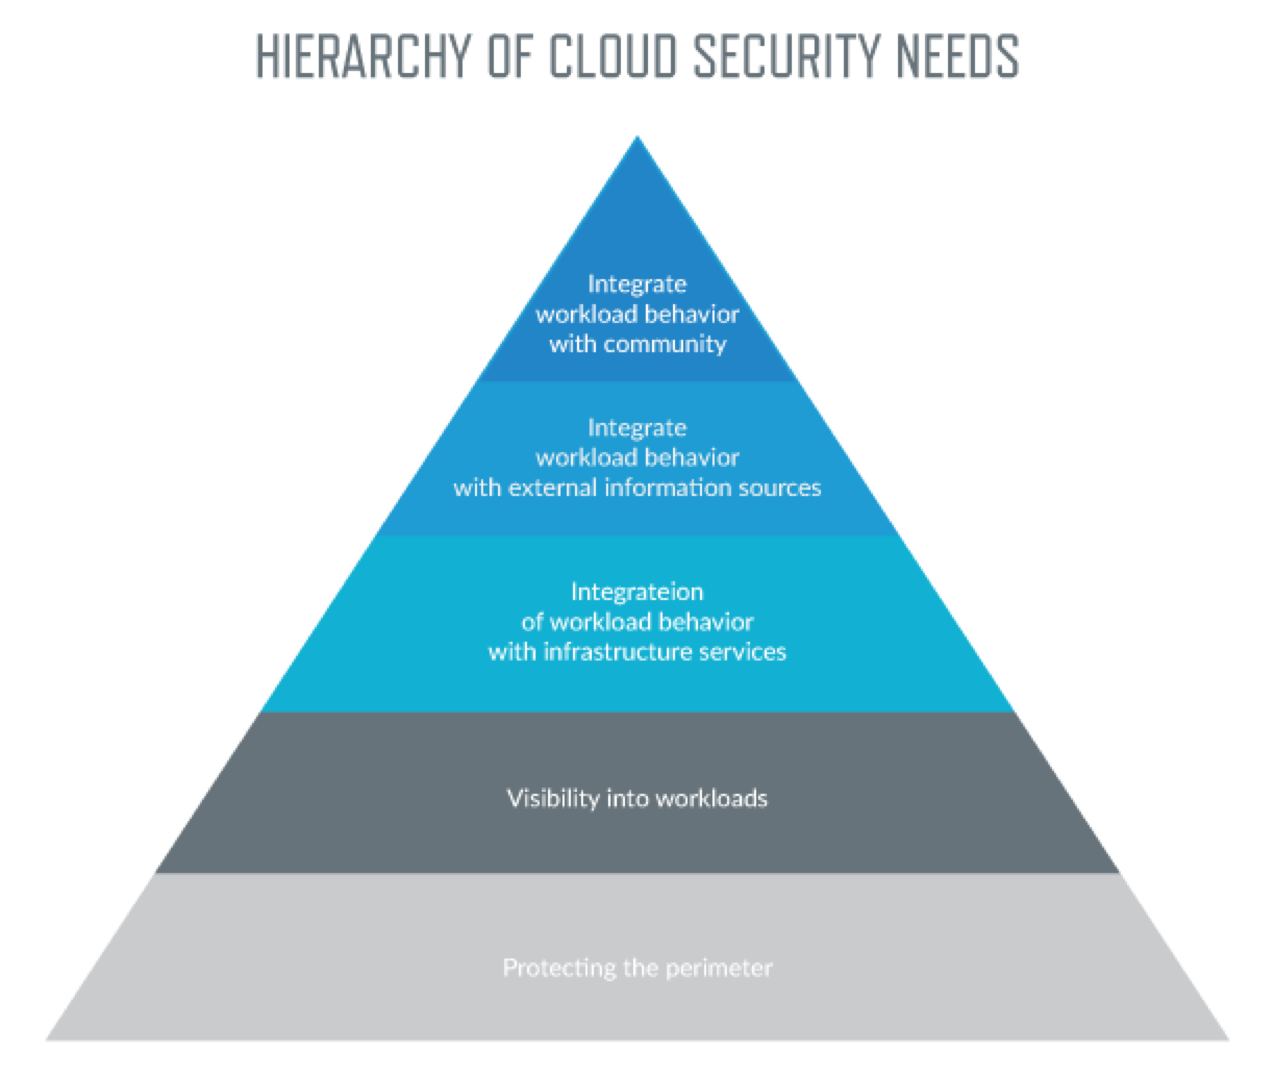 HIERARCHY OF CLOUD SECURITY NEEDS
Integrate
workload behavior
with community
Integrate
workload behavior
with external information sources
Integrateion
of workload behavior
with infrastructure services
Visibility into workloads
Protecting the perimeter